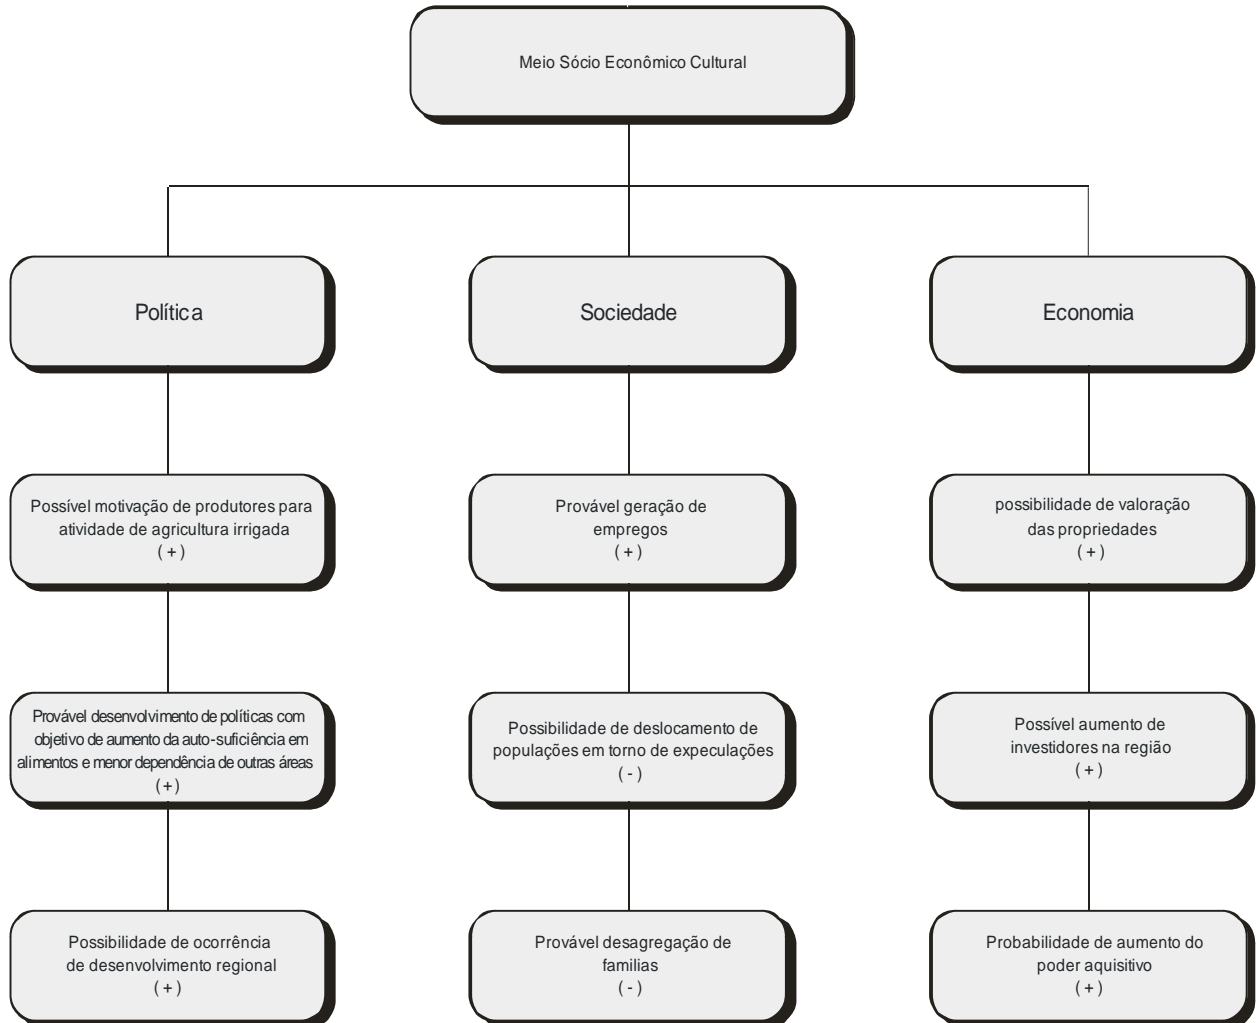 Meio Sócio Econômico Cultural
Política
Sociedade
Economia
Possível motivação de produtores para
atividade de agricultura irrigada
( + )
Provável geração de
empregos
( + )
possibilidade de valoração
das propriedades
( + )
Provável desenvolvimento de políticas com
objetivo de aumento da auto-suficiência em
alimentos e menor dependência de outras áreas
( + )
Possibilidade de deslocamento de
populações em torno de expeculações
( - )
Possível aumento de
investidores na região
( + )
Possibilidade de ocorrência
de desenvolvimento regional
( + )
Provável desagregação de
familias
( - )
Probabilidade de aumento do
poder aquisitivo
( + )